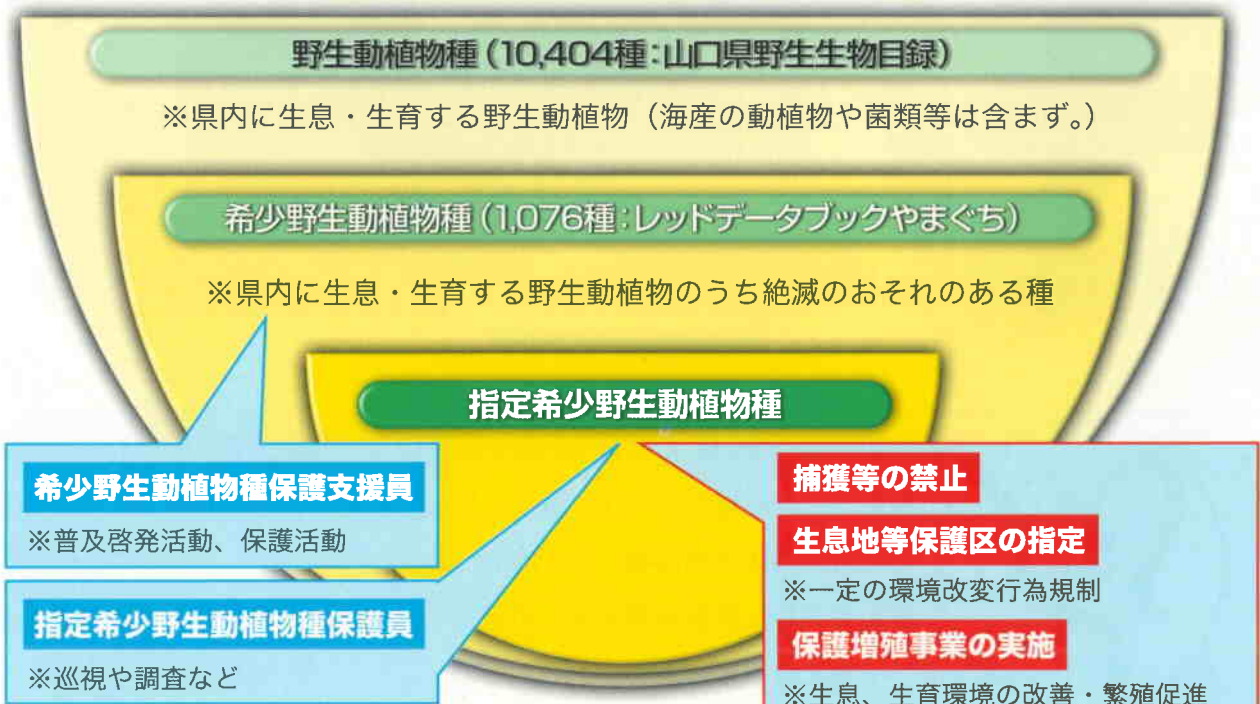 野生動植物種(10,404種:山口県野生生物目録)
※県内に生息・生育する野生動植物(海産の動植物や菌類等は含まず。)
希少野生動植物種(1,076種:レッドデータブックやまぐち)
※県内に生息・生育する野生動植物のうち絶滅のおそれのある種
指定希少野生動植物種
希少野生動植物種保護支援員
※普及啓発活動、保護活動
指定希少野生動植物種保護員
※巡視や調査など
捕獲等の禁止
生息地等保護区の指定
※一定の環境改変行為規制
保護増殖事業の実施
※生息、生育環境の改善・繁殖促進